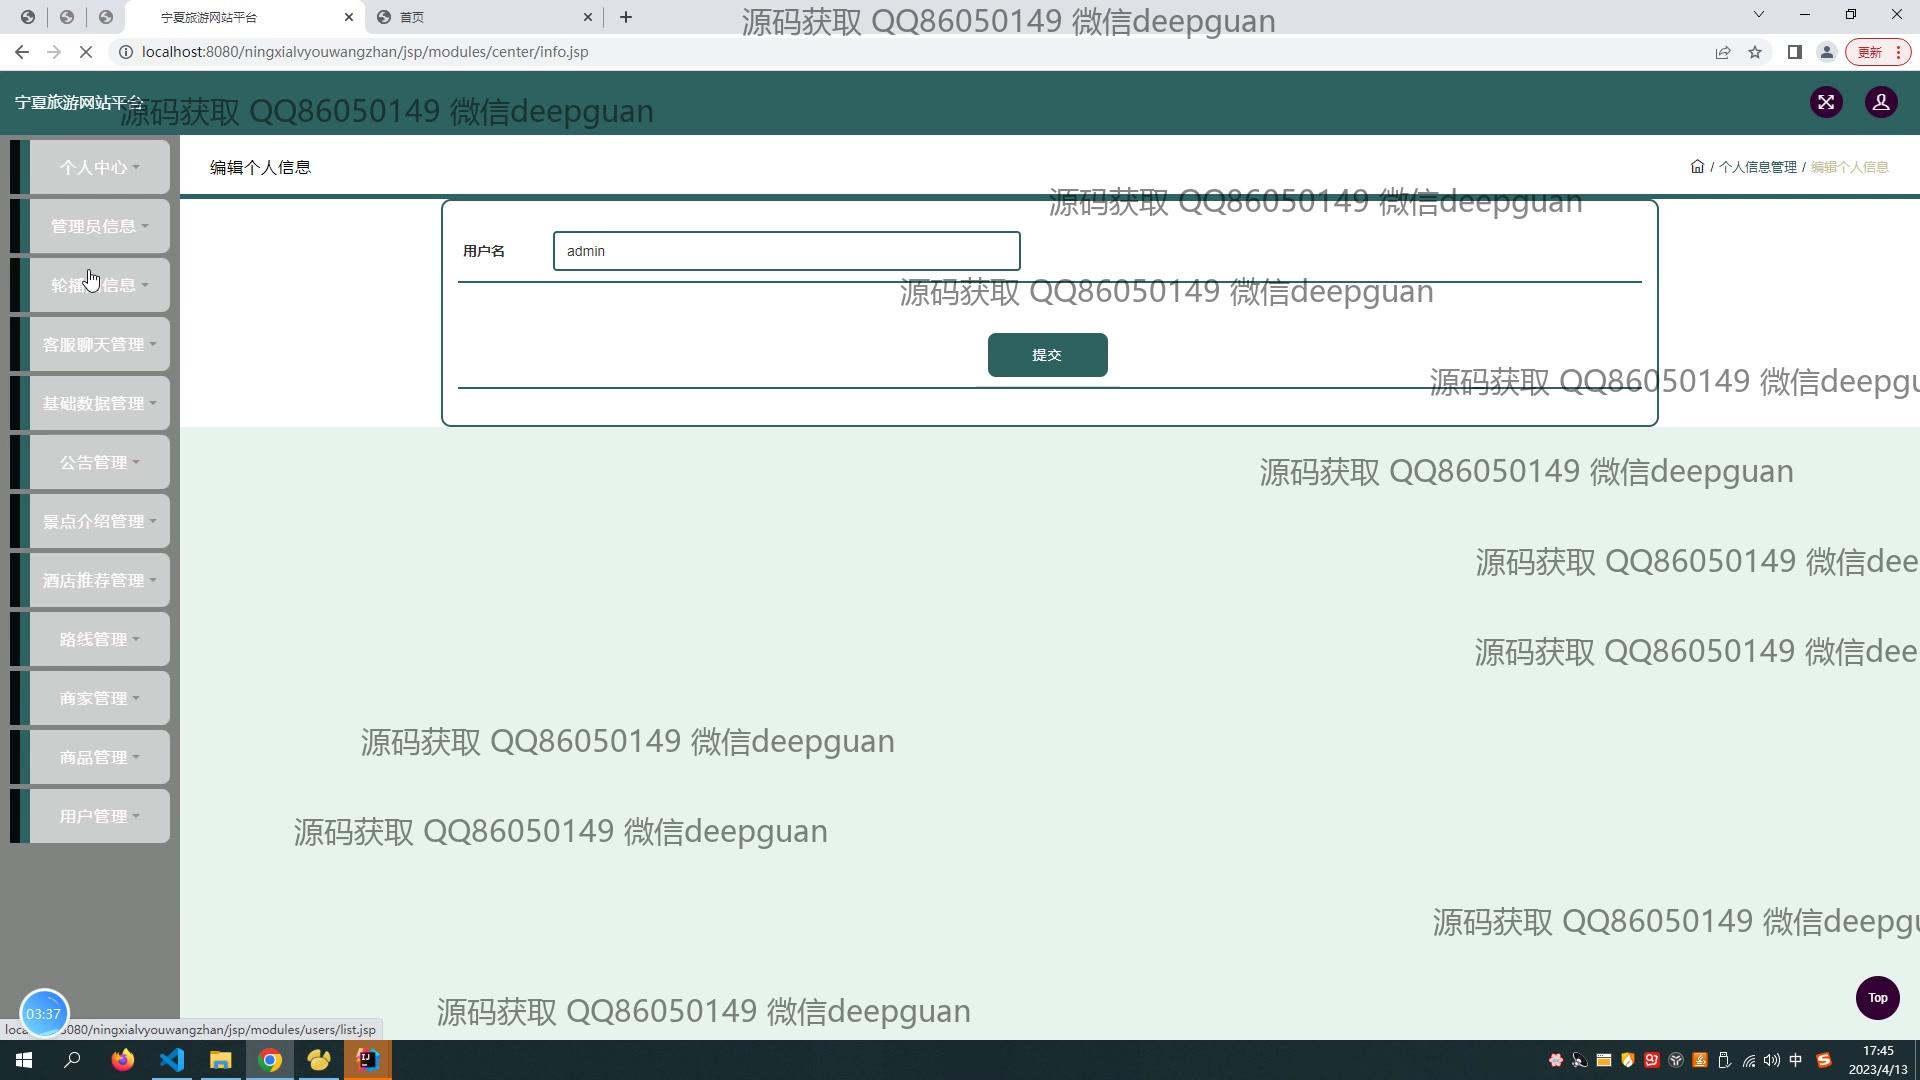 宁夏旅游网站平台
首页
源码获取 QQ86050149 微信deepguan
localhost:8080/ningxialvyouwangzhan/jsp/modules/center/info.jsp
更新
宁夏旅游网站平台
源码获取 QQ86050149 微信deepguan
个人中心
编辑个人信息
/ 个人信息管理 / 编辑个人信息
源码获取 QQ86050149 微信deepguan
管理员信息
用户名
admin
轮播 信息
源码获取 QQ86050149 微信deepguan
客服聊天管理
提交
源码获取 QQ86050149 微信deepgu
基础数据管理
公告管理
源码获取 QQ86050149 微信deepguan
景点介绍管理
源码获取 QQ86050149 微信dee
酒店推荐管理
路线管理
源码获取 QQ86050149 微信dee
商家管理
源码获取 QQ86050149 微信deepguan
商品管理
用户管理
源码获取 QQ86050149 微信deepguan
源码获取 QQ86050149 微信deepgu
Top
03:37
源码获取 QQ86050149 微信deepguan
loca 8080/ningxialvyouwangzhan/jsp/modules/users/list.jsp
中
17:45
2023/4/13